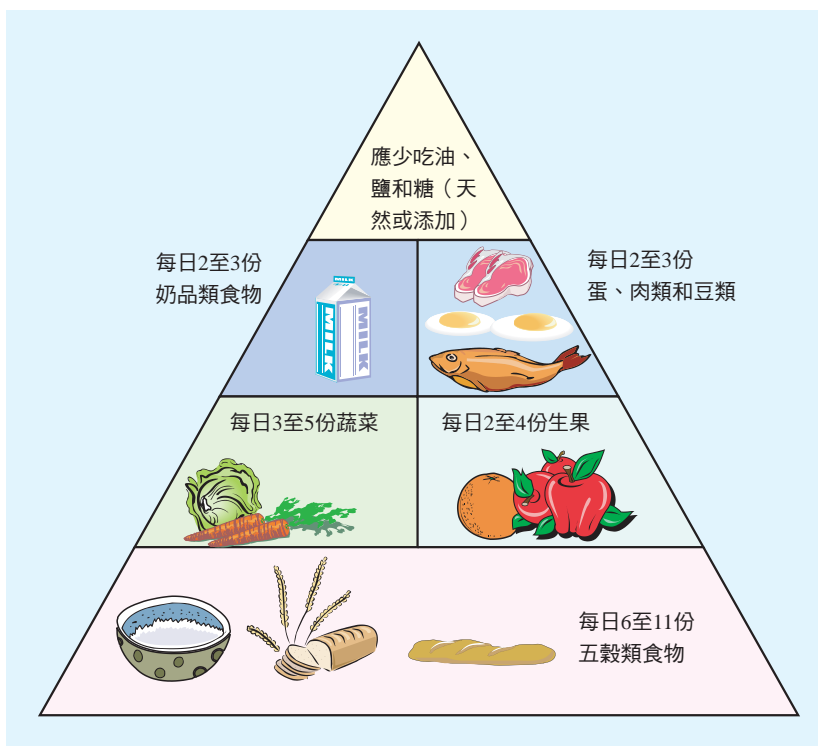 應少吃油、
鹽和糖（天
然或添加）
每日2至3份
奶品類食物
MILK
MILK
MILK
每日2至3份
蛋、肉類和豆類
每日3至5份蔬菜
每日2至4份生果
每日6至11份
五穀類食物